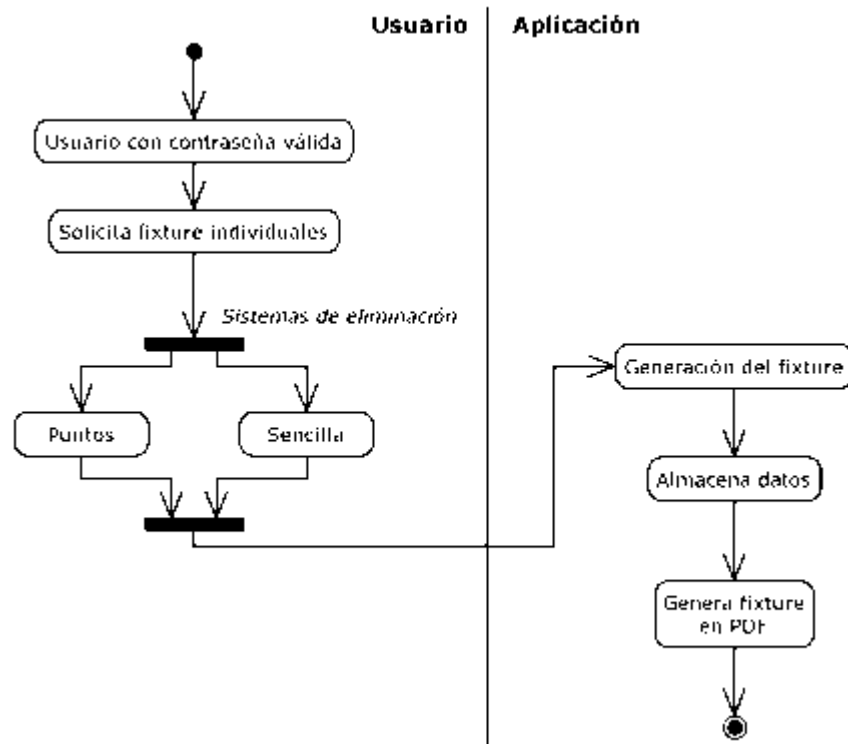 Usuario
Aplicación
Usuario con contraseña válida
Solicita fixture individuales
Sistemas de eliminación
Puntos
Sencilla
Generación del fixture
Almacena datos
Genera fixture
en PDF